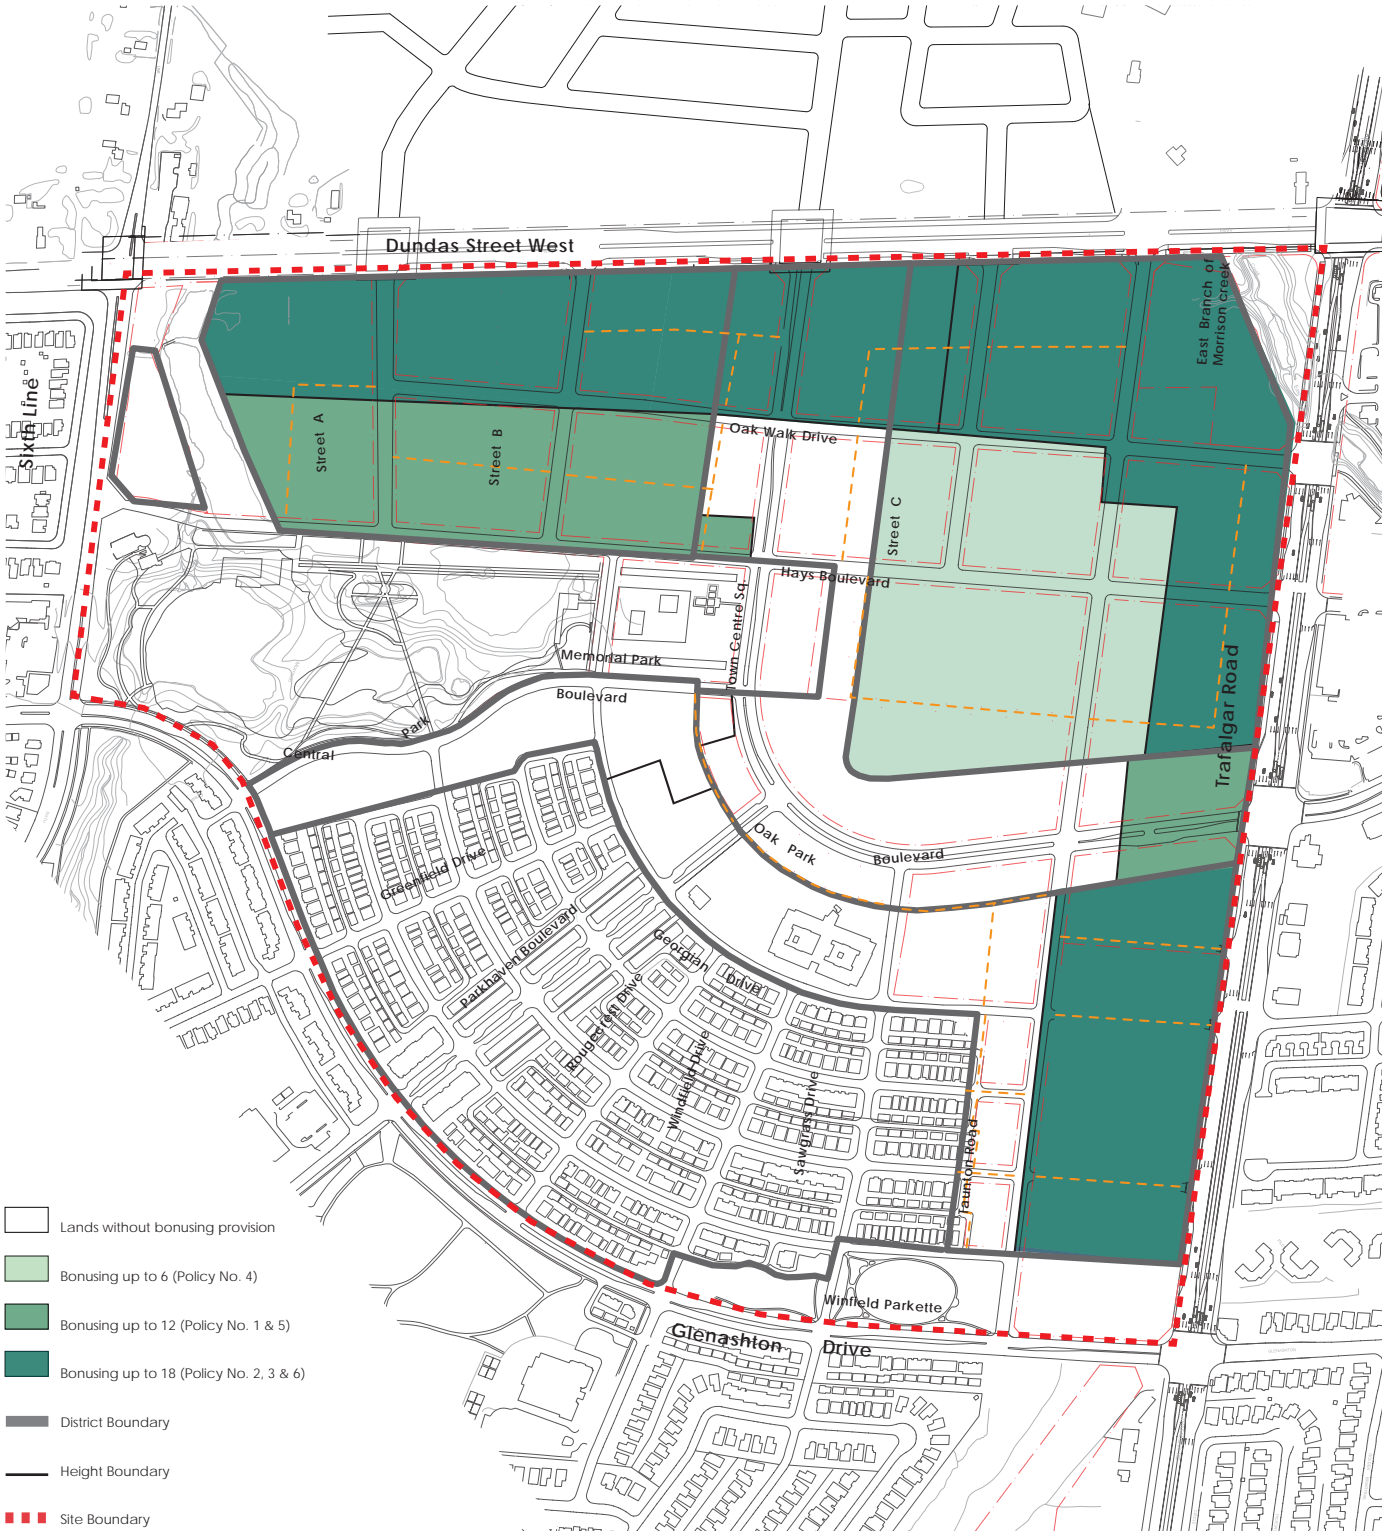 Dundas Street West
East Branch of
Morrison creek
Sixth Line
Street A
Street B
Oak Walk Drive
Street C
Hays Boulevard
Town Centre Sq.
Memorial Park
Boulevard
Park
Central
Trafalgar Road
Oak Park
Boulevard
Greenfield Drive
Parkhaven Boulevard
Georgian Drive
Rougecrest Drive
Windfield Drive
Sawgrass Drive
Taunton Road
Winfield Parkette
Glenashton Drive
Lands without bonusing provision
Bonusing up to 6 (Policy No. 4)
Bonusing up to 12 (Policy No. 1 & 5)
Bonusing up to 18 (Policy No. 2, 3 & 6)
District Boundary
Height Boundary
Site Boundary